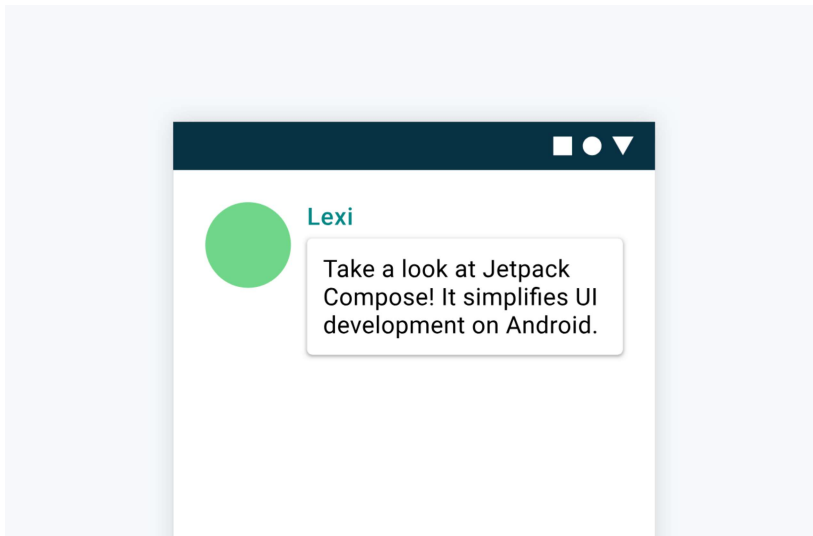 Lexi
Take a look at Jetpack
Compose! It simplifies UI
development on Android.